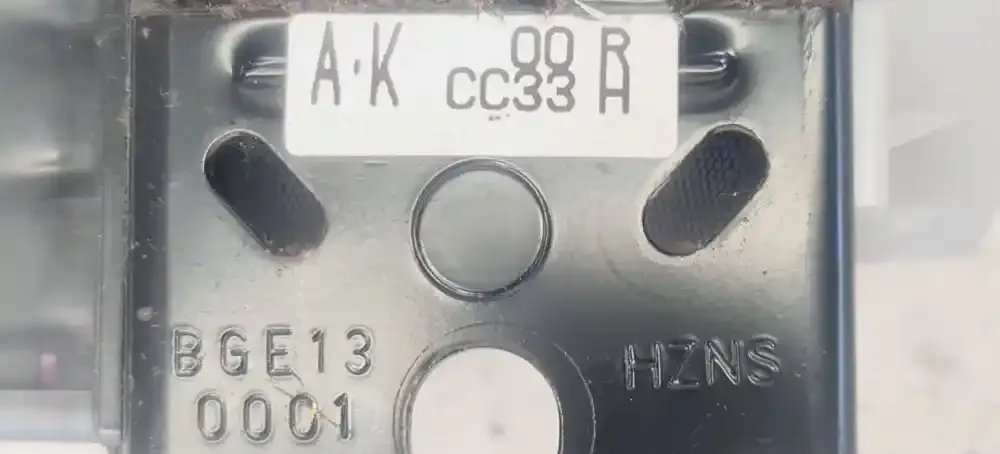 A·K 00 R
CC33 H
BGE13
0001
HZNS